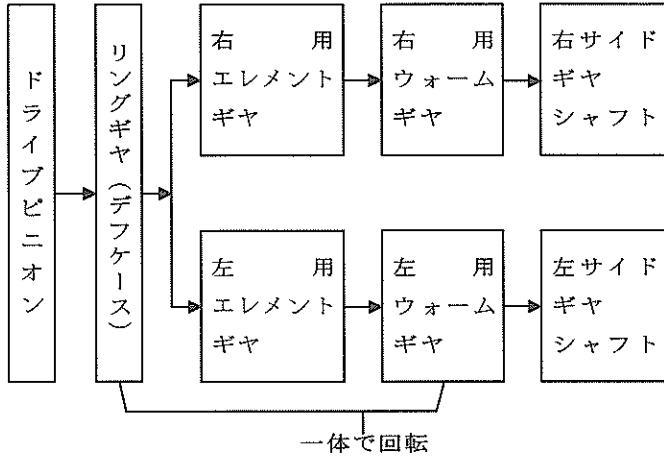 ドライブピニオン
リングギヤ（デフケース）
右用
エレメント
ギヤ
右用
ウォーム
ギヤ
右サイド
ギヤ
シャフト
左用
エレメント
ギヤ
左用
ウォーム
ギヤ
左サイド
ギヤ
シャフト
一体で回転